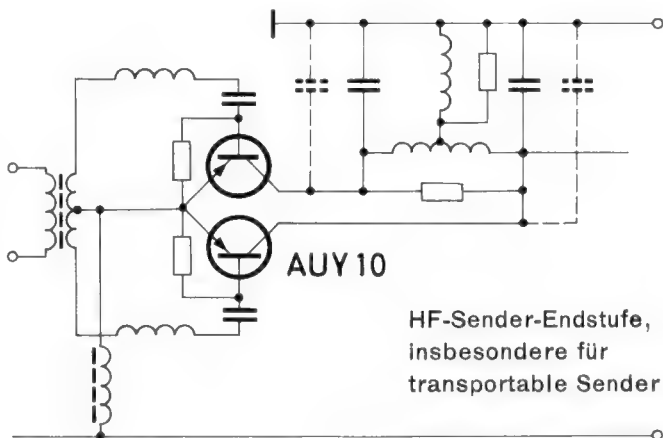 AUY10
HF-Sender-Endstufe,
insbesondere für
transportable Sender